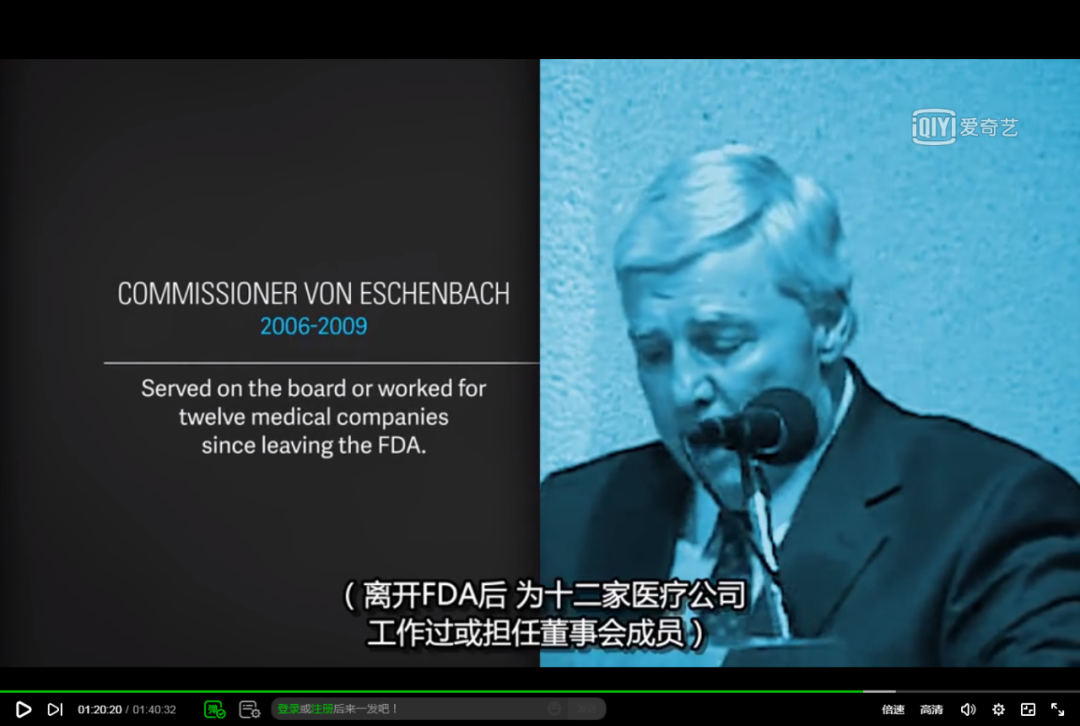 iQIYI 爱奇艺
COMMISSIONER VON ESCHENBACH
2006-2009
Served on the board or worked for
twelve medical companies
since leaving the FDA.
（离开FDA后 为十二家医疗公司
工作过或担任董事会成员）
01:20:20 / 01:40:32
弹
登录或注册后来一发吧！
发送
倍速
高清